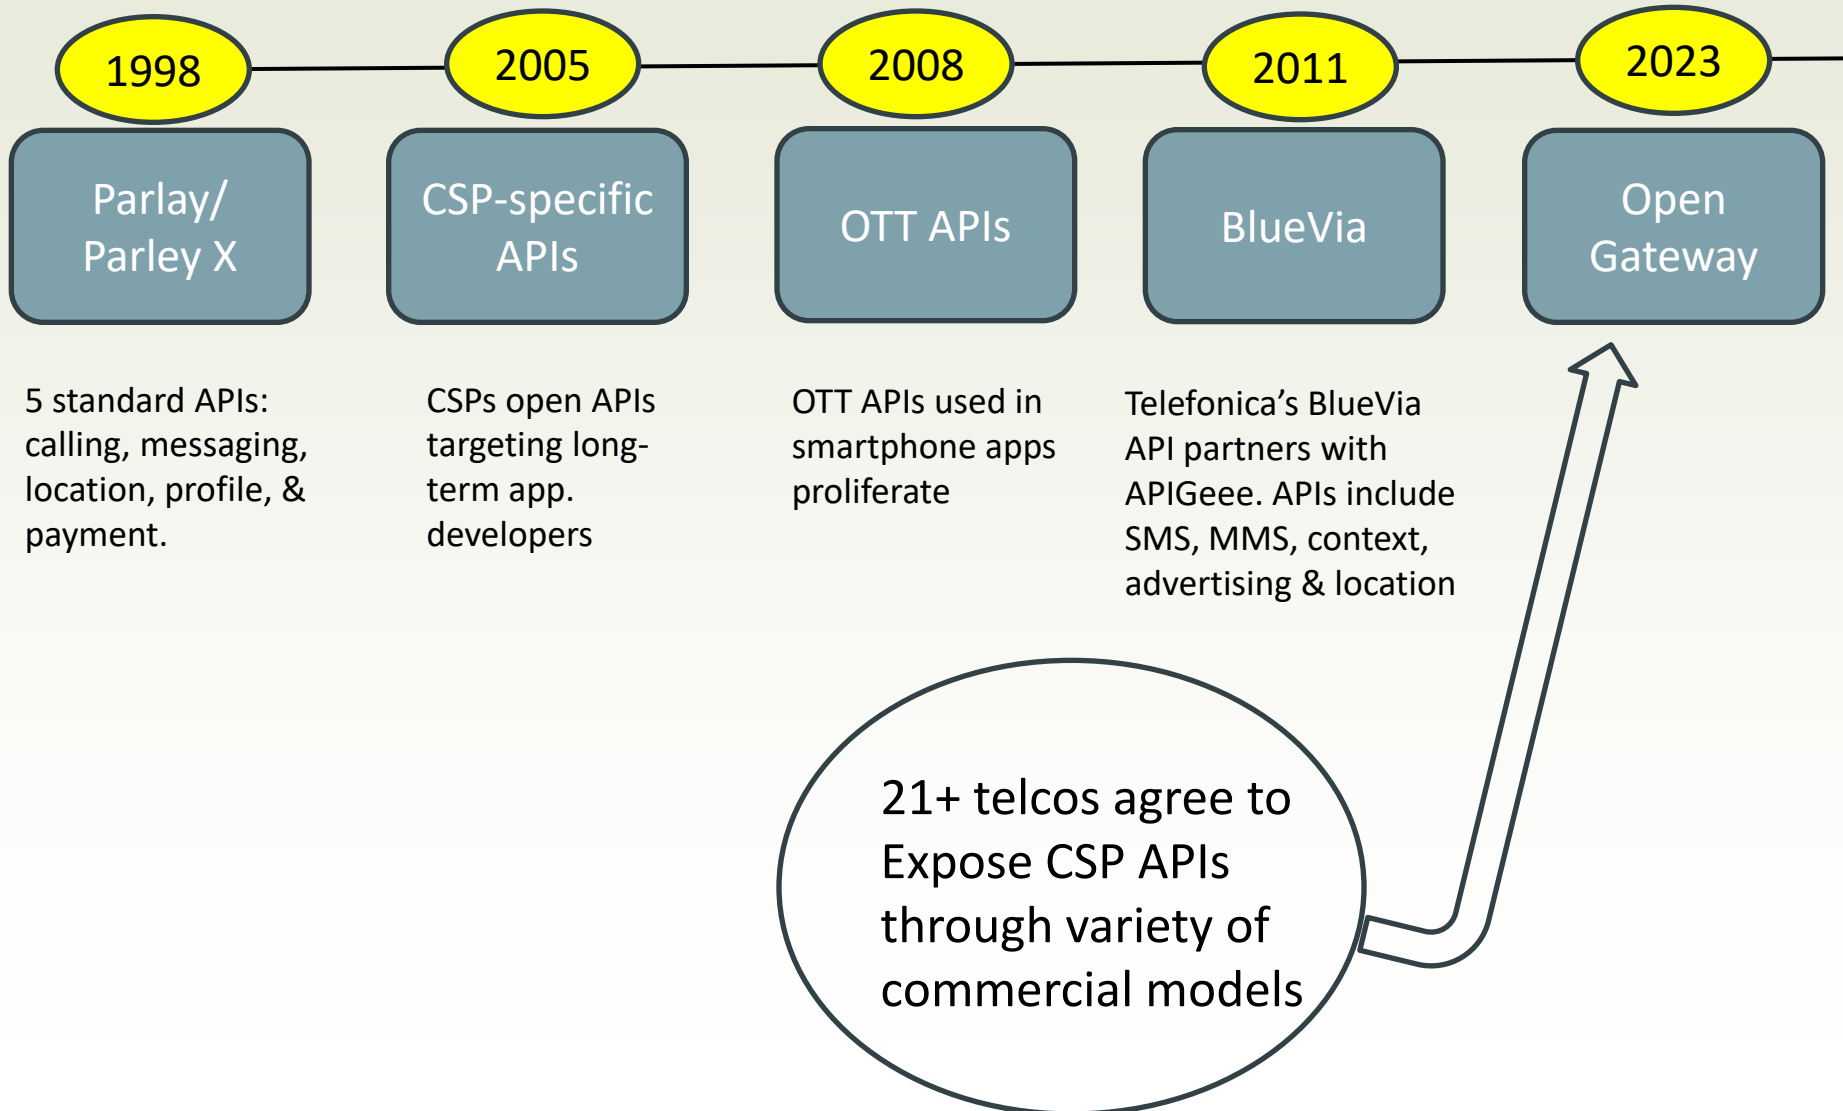 1998
2005
2008
2011
2023
Parlay/
Parley X
CSP-specific
APIs
OTT APIs
BlueVia
Open
Gateway
5 standard APIs:
calling, messaging,
location, profile, &
payment.
CSPs open APIs
targeting long-
term app.
developers
OTT APIs used in
smartphone apps
proliferate
Telefonica’s BlueVia
API partners with
APIGeee. APIs include
SMS, MMS, context,
advertising & location
21+ telcos agree to
Expose CSP APIs
through variety of
commercial models